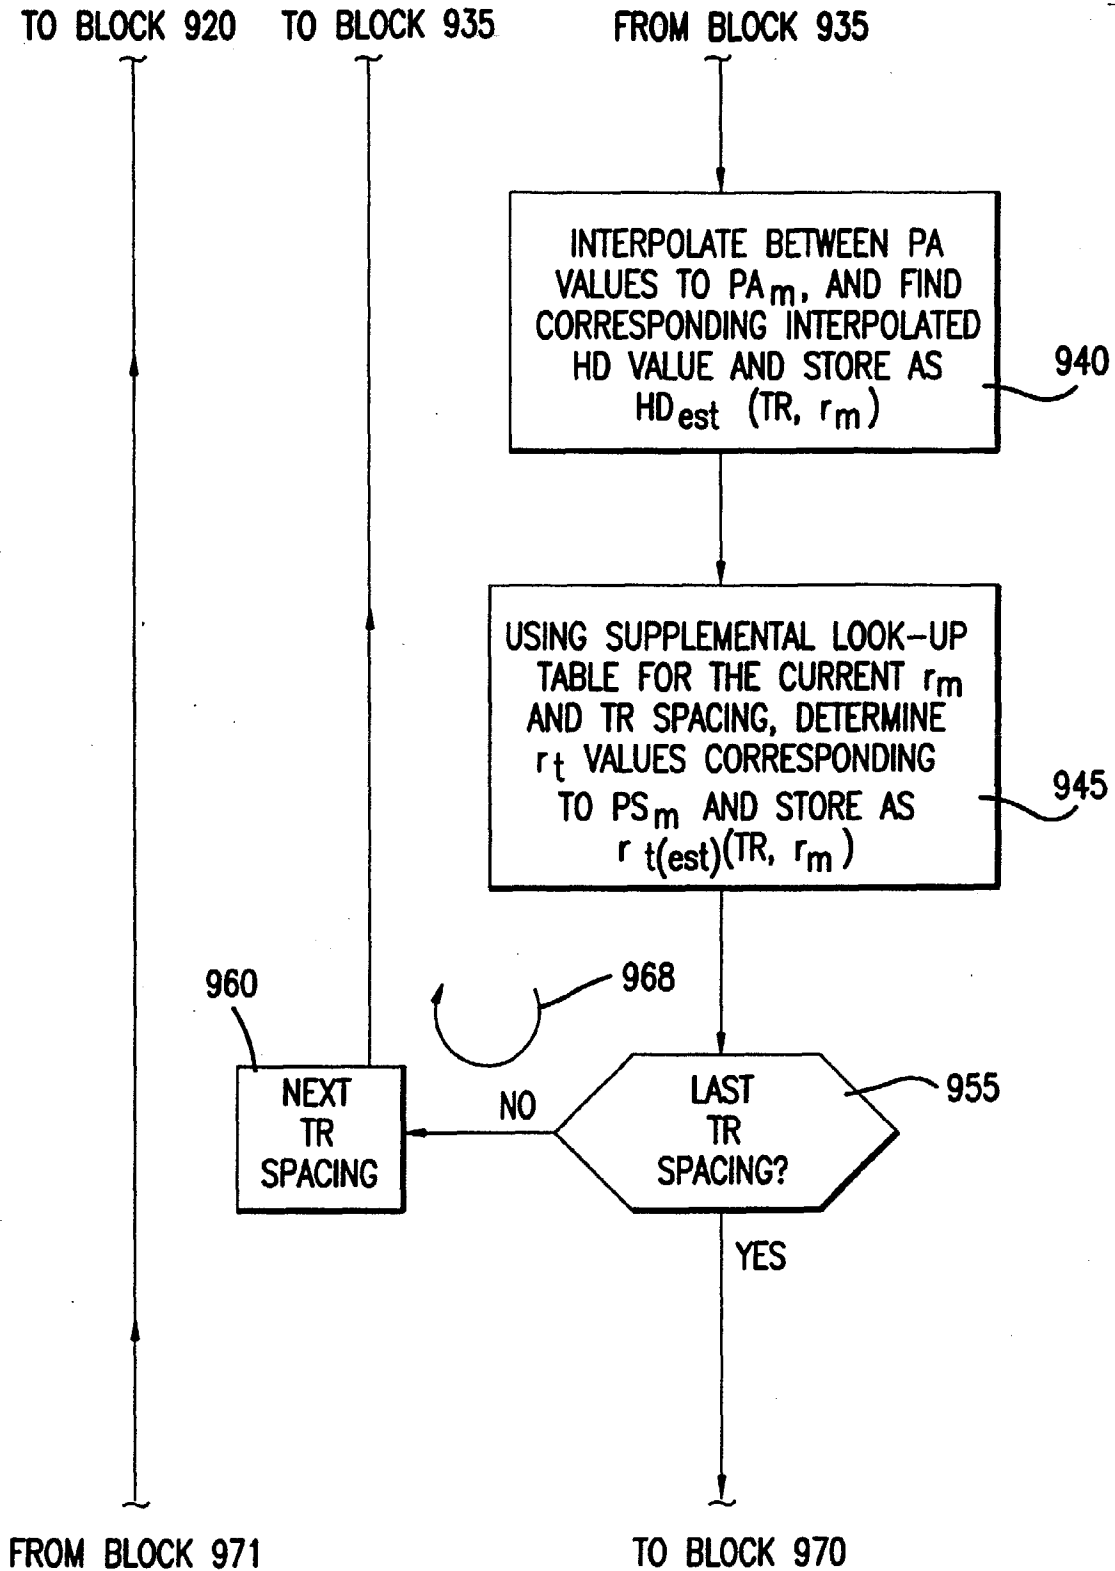 TO BLOCK 920
TO BLOCK 935
FROM BLOCK 935
INTERPOLATE BETWEEN PA
VALUES TO PAm, AND FIND
CORRESPONDING INTERPOLATED
HD VALUE AND STORE AS
HDest (TR, rm)
940
USING SUPPLEMENTAL LOOK-UP
TABLE FOR THE CURRENT rm
AND TR SPACING, DETERMINE
rt VALUES CORRESPONDING
TO PSm AND STORE AS
r t(est)(TR, rm)
945
968
960
NEXT
TR
SPACING
NO
LAST
TR
SPACING?
955
YES
FROM BLOCK 971
TO BLOCK 970